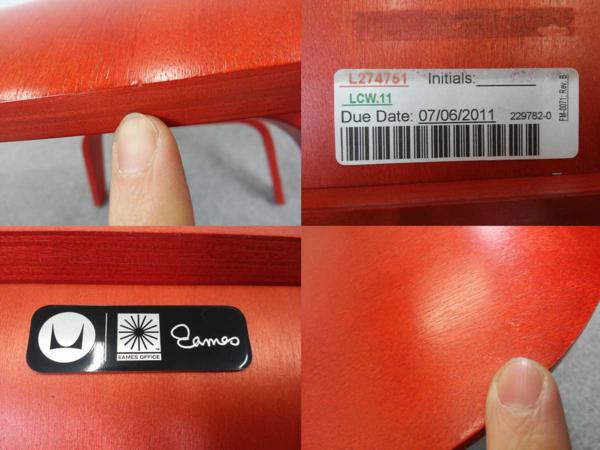 L274761 Initials:
LCW.11
Due Date: 07/06/2011 229782-0
FM-0071; Rev. B
EAMES OFFICE
Eames